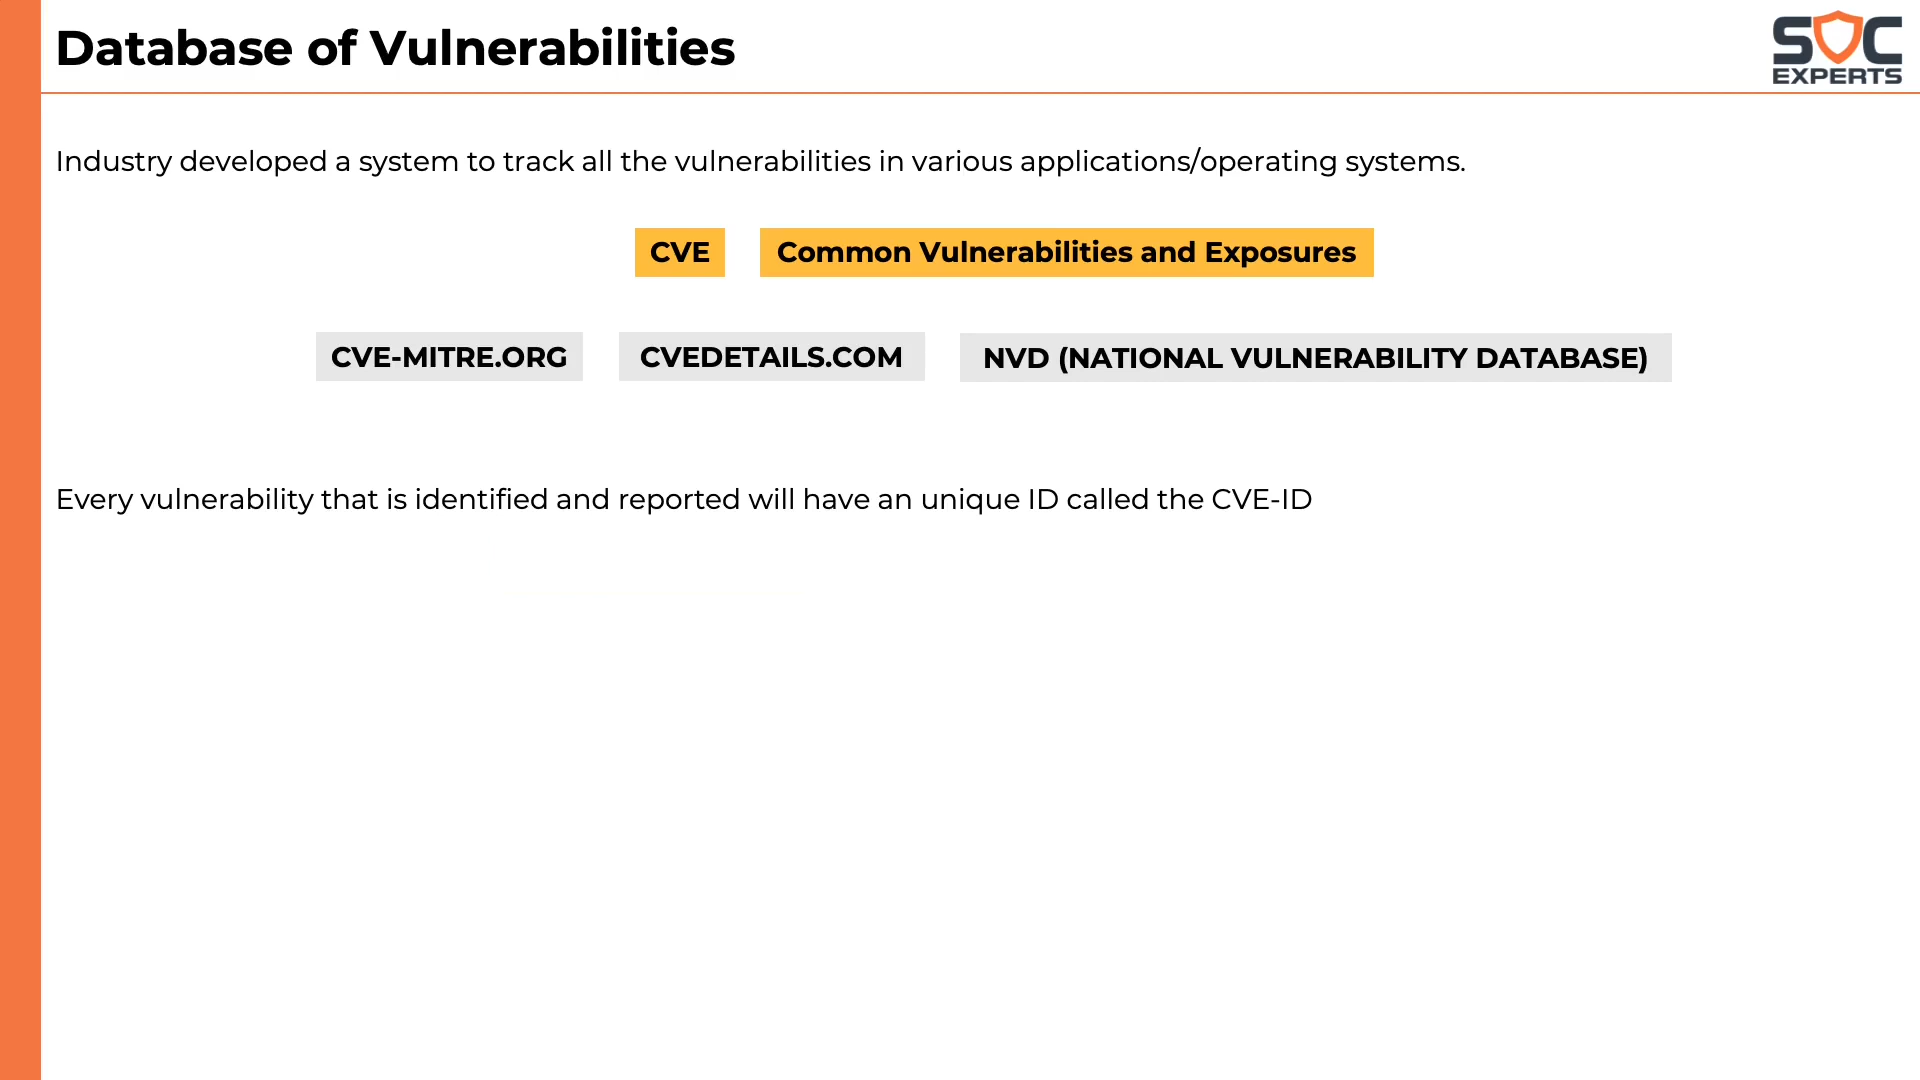 Database of Vulnerabilities
SOC
EXPERTS
Industry developed a system to track all the vulnerabilities in various applications/operating systems.
CVE Common Vulnerabilities and Exposures
CVE-MITRE.ORG CVEDETAILS.COM NVD (NATIONAL VULNERABILITY DATABASE)
Every vulnerability that is identified and reported will have an unique ID called the CVE-ID